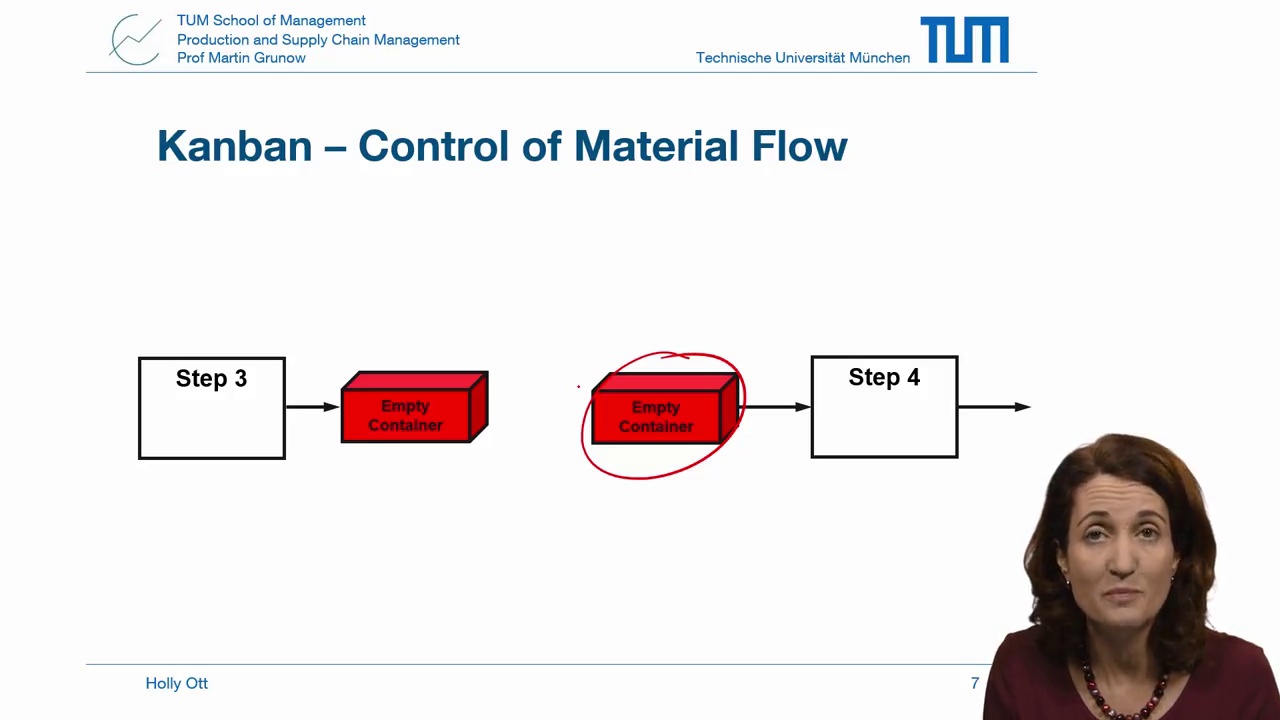 TUM School of Management
Production and Supply Chain Management
Prof Martin Grunow
Technische Universität München
TUM
Kanban – Control of Material Flow
Step 3
Empty
Container
Empty
Container
Step 4
Holly Ott
7